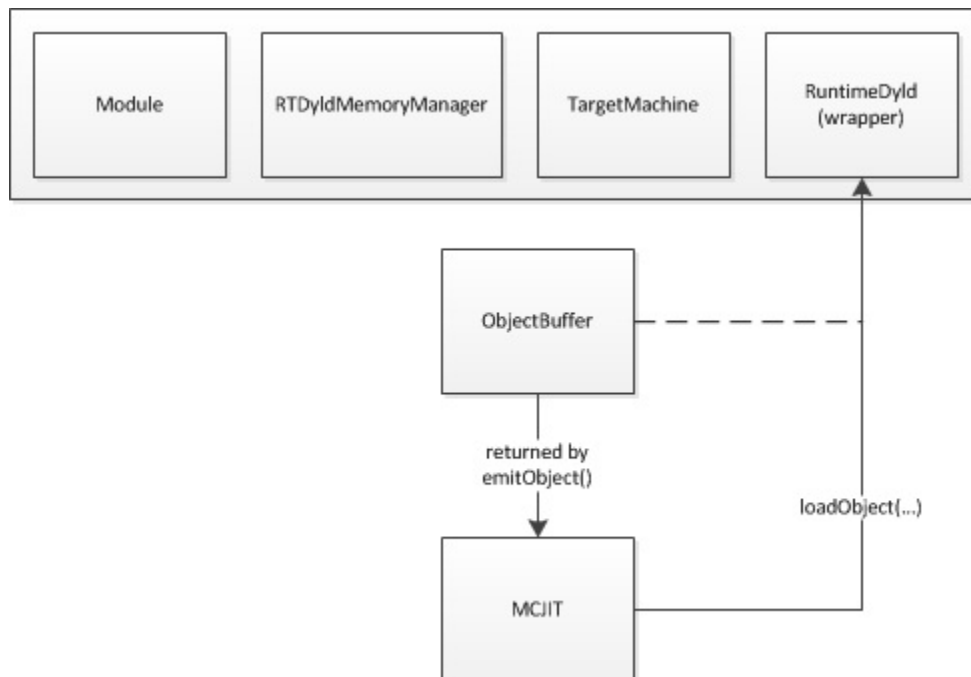 Module
RTDyldMemoryManager
TargetMachine
RuntimeDyld
(wrapper)
ObjectBuffer
returned by
emitObject()
loadObject(...)
MCJIT